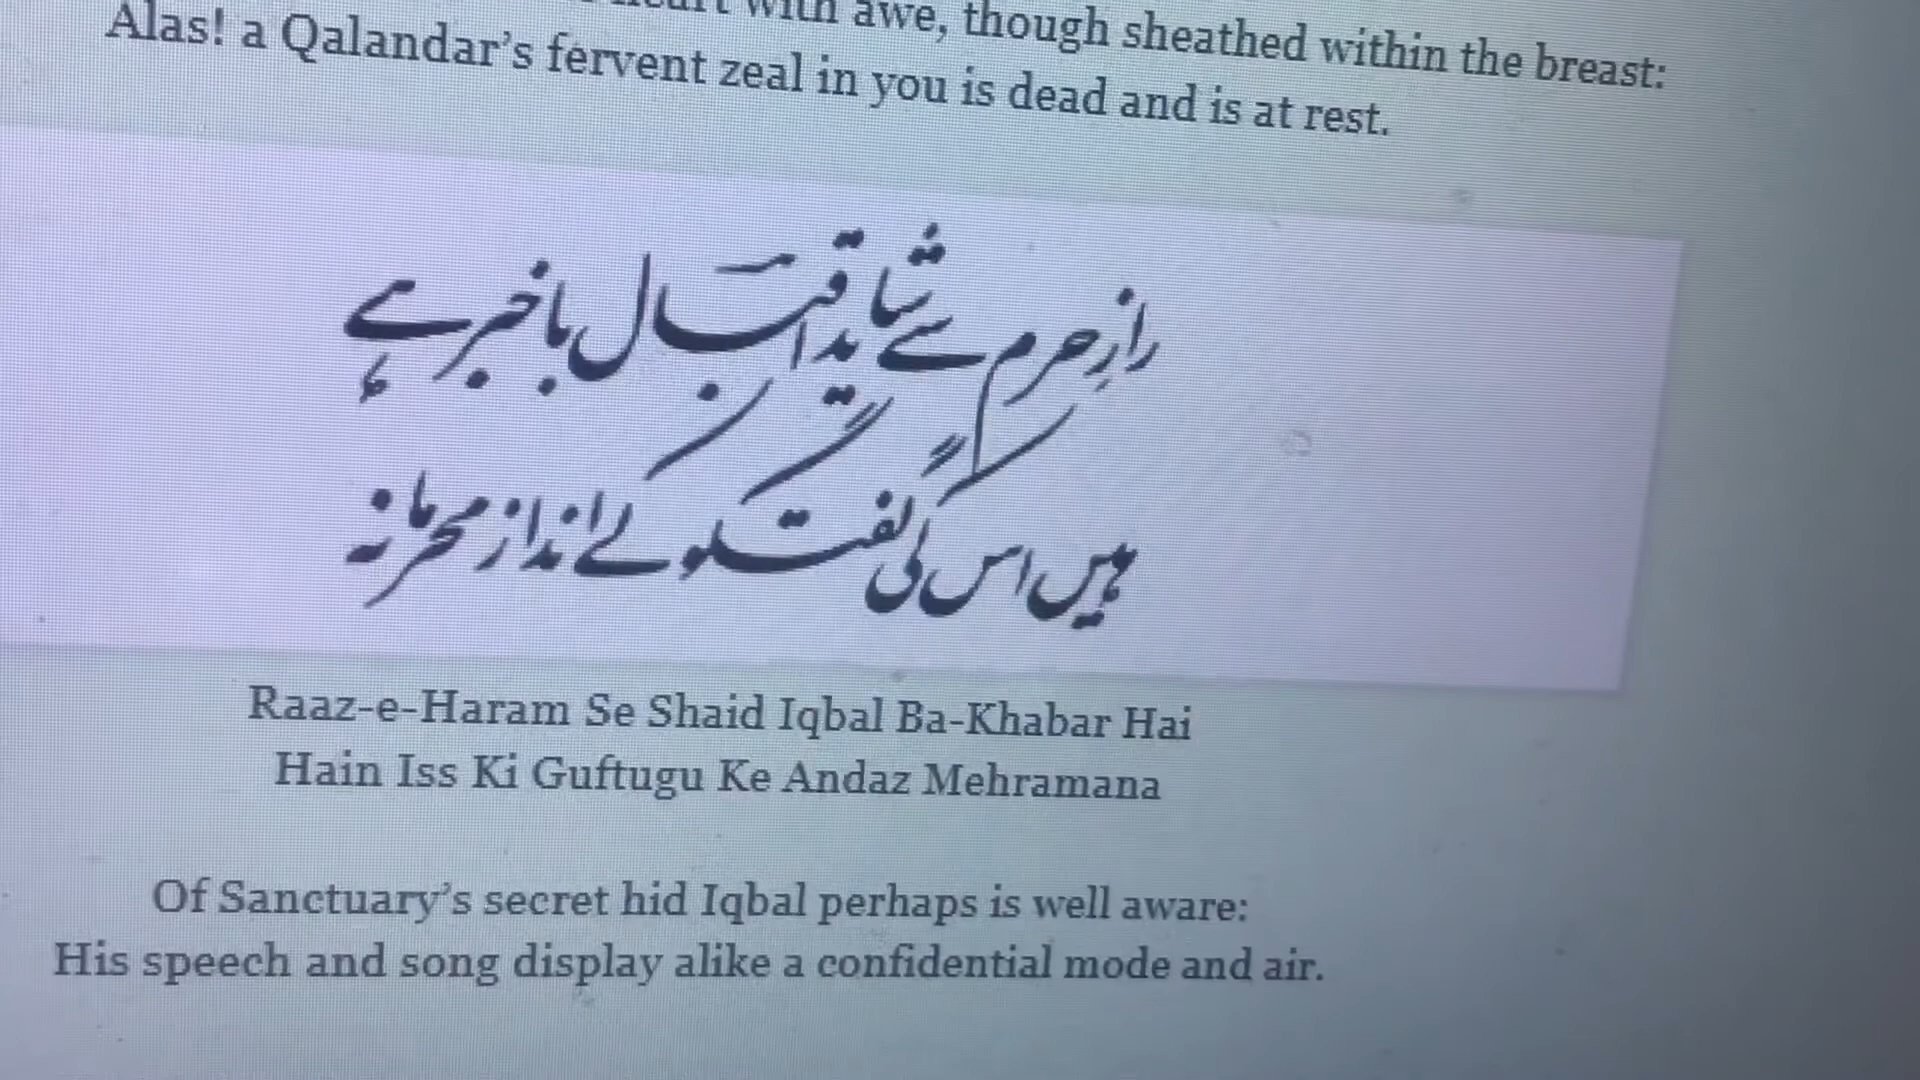 with awe, though sheathed within the breast:
Alas! a Qalandar’s fervent zeal in you is dead and is at rest.
رازِ حرم سے شاید اقبال باخبر ہے
ہیں اس کی گفتگو کے انداز محرمانہ
Raaz-e-Haram Se Shaid Iqbal Ba-Khabar Hai
Hain Iss Ki Guftugu Ke Andaz Mehramana
Of Sanctuary’s secret hid Iqbal perhaps is well aware:
His speech and song display alike a confidential mode and air.